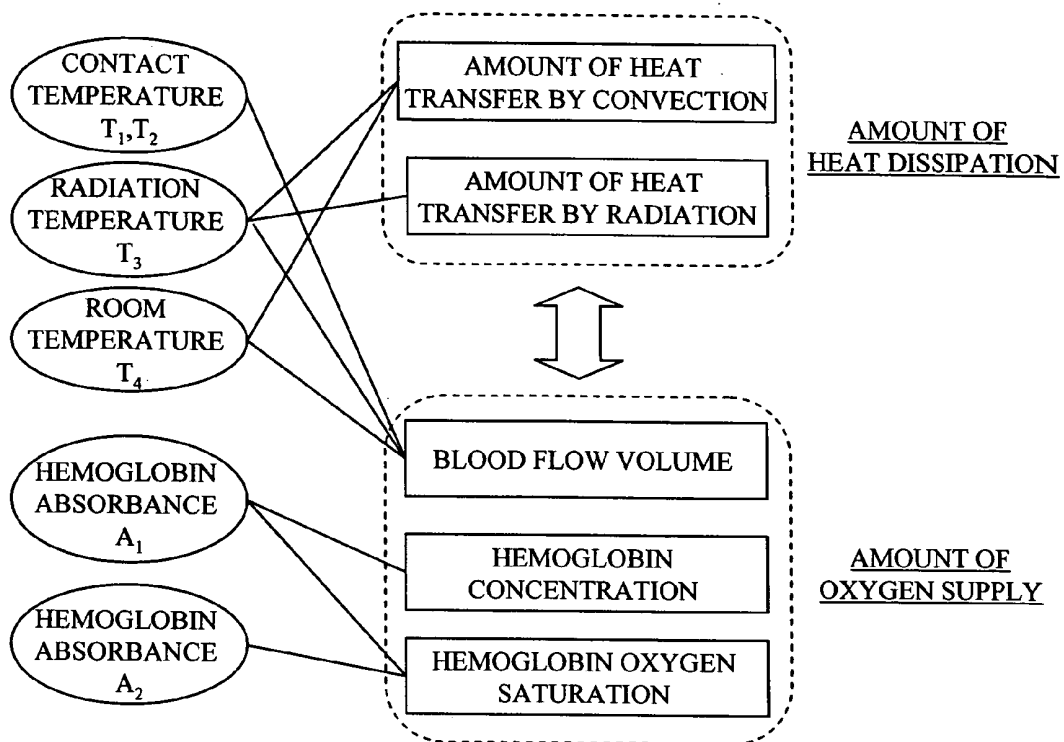 CONTACT
TEMPERATURE
T₁,T₂
RADIATION
TEMPERATURE
T₃
ROOM
TEMPERATURE
T₄
HEMOGLOBIN
ABSORBANCE
A₁
HEMOGLOBIN
ABSORBANCE
A₂
AMOUNT OF HEAT
TRANSFER BY CONVECTION
AMOUNT OF HEAT
TRANSFER BY RADIATION
AMOUNT OF
HEAT DISSIPATION
BLOOD FLOW VOLUME
HEMOGLOBIN
CONCENTRATION
HEMOGLOBIN OXYGEN
SATURATION
AMOUNT OF
OXYGEN SUPPLY